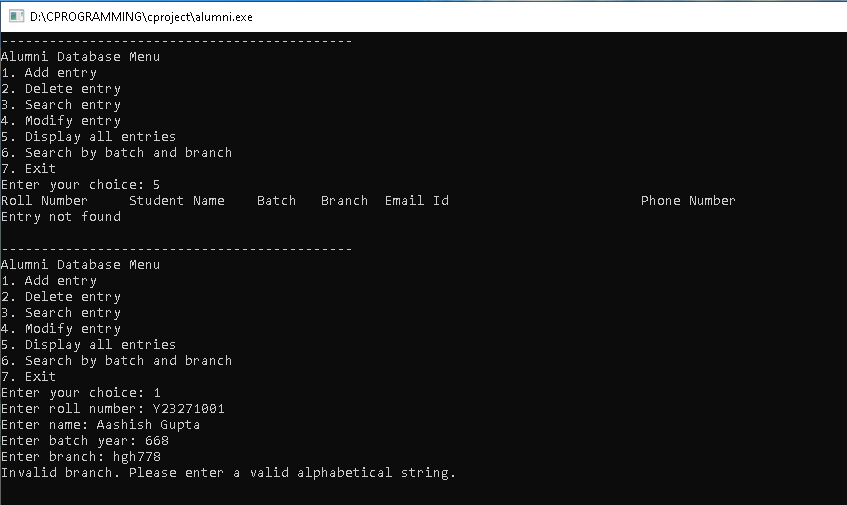 D:\CPROGRAMMING\cproject\alumni.exe
--------------------------------------------
Alumni Database Menu
1. Add entry
2. Delete entry
3. Search entry
4. Modify entry
5. Display all entries
6. Search by batch and branch
7. Exit
Enter your choice: 5
Roll Number     Student Name    Batch   Branch  Email Id                        Phone Number
Entry not found
--------------------------------------------
Alumni Database Menu
1. Add entry
2. Delete entry
3. Search entry
4. Modify entry
5. Display all entries
6. Search by batch and branch
7. Exit
Enter your choice: 1
Enter roll number: Y23271001
Enter name: Aashish Gupta
Enter batch year: 668
Enter branch: hgh778
Invalid branch. Please enter a valid alphabetical string.